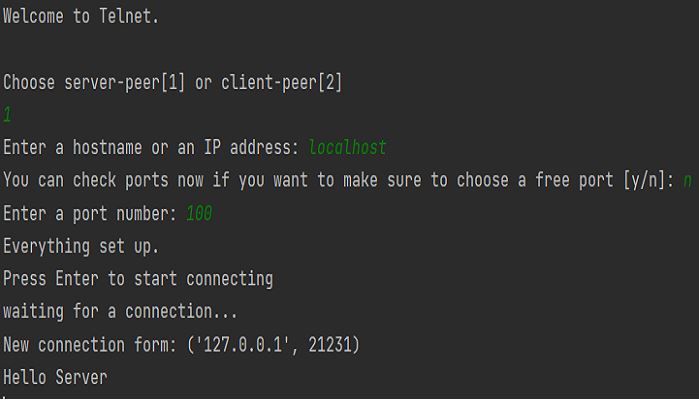 Welcome to Telnet.
Choose server-peer[1] or client-peer[2]
1
Enter a hostname or an IP address: localhost
You can check ports now if you want to make sure to choose a free port [y/n]: n
Enter a port number: 100
Everything set up.
Press Enter to start connecting
waiting for a connection...
New connection form: ('127.0.0.1', 21231)
Hello Server